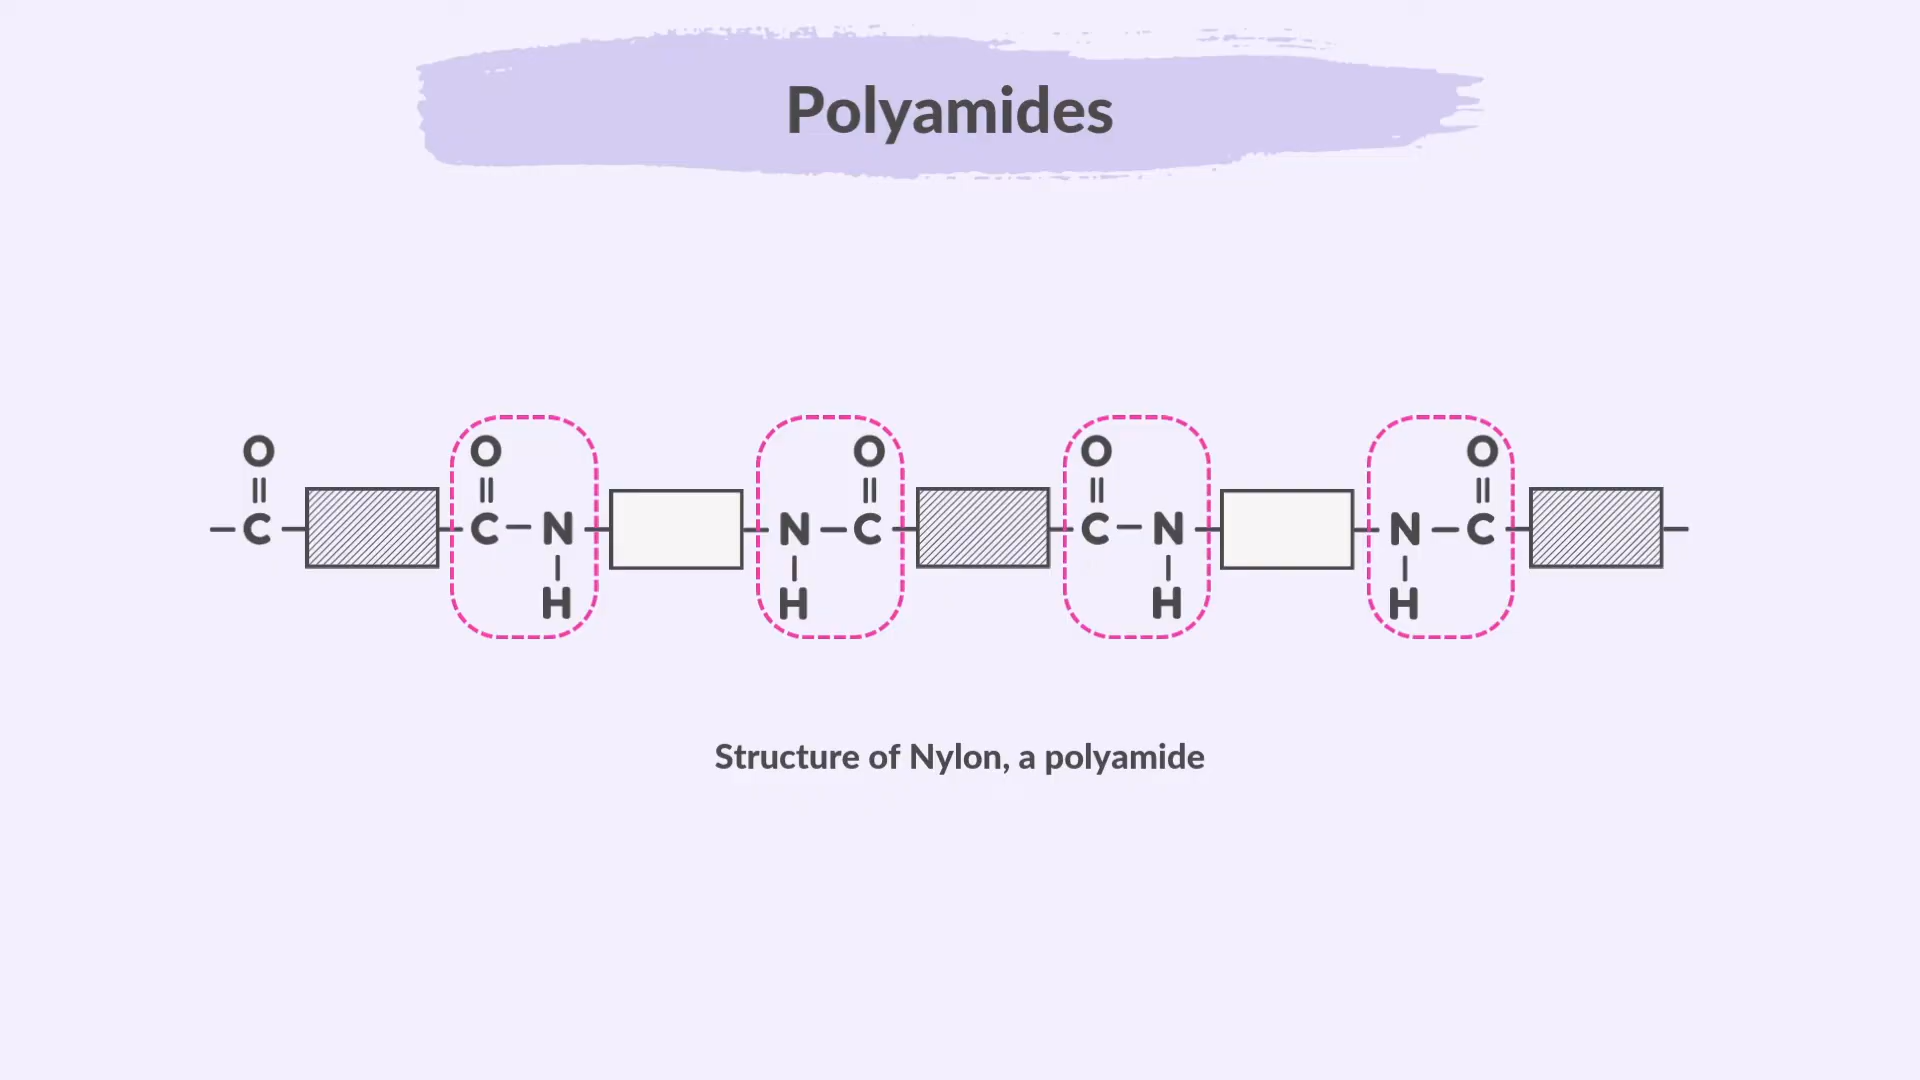 Polyamides
O O O O O
C C N N C C N N C
H H H H
Structure of Nylon, a polyamide